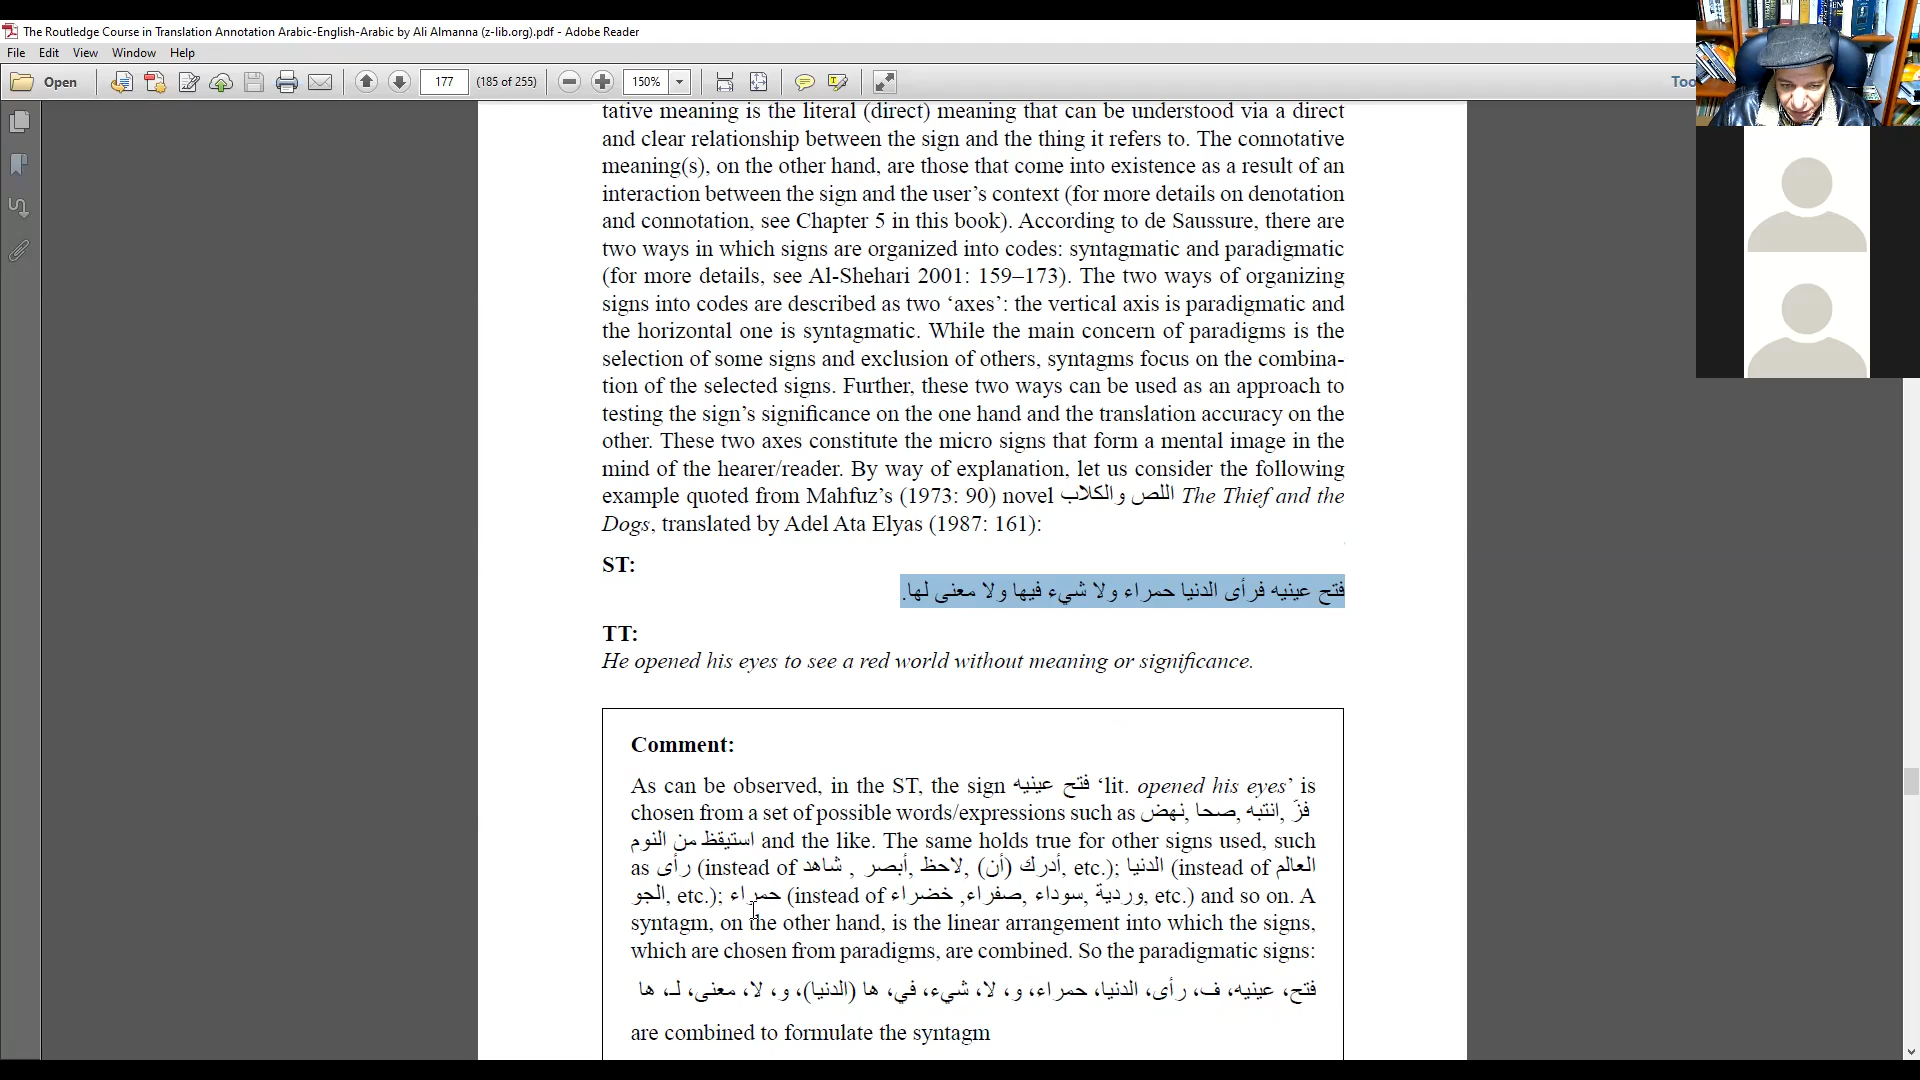 The Routledge Course in Translation Annotation Arabic-English-Arabic by Ali Almanna (z-lib.org).pdf - Adobe Reader
File Edit View Window Help
Open 177 (185 of 255) 150%
tative meaning is the literal (direct) meaning that can be understood via a direct
and clear relationship between the sign and the thing it refers to. The connotative
meaning(s), on the other hand, are those that come into existence as a result of an
interaction between the sign and the user’s context (for more details on denotation
and connotation, see Chapter 5 in this book). According to de Saussure, there are
two ways in which signs are organized into codes: syntagmatic and paradigmatic
(for more details, see Al-Shehari 2001: 159–173). The two ways of organizing
signs into codes are described as two ‘axes’: the vertical axis is paradigmatic and
the horizontal one is syntagmatic. While the main concern of paradigms is the
selection of some signs and exclusion of others, syntagms focus on the combina-
tion of the selected signs. Further, these two ways can be used as an approach to
testing the sign’s significance on the one hand and the translation accuracy on the
other. These two axes constitute the micro signs that form a mental image in the
mind of the hearer/reader. By way of explanation, let us consider the following
example quoted from Mahfuz’s (1973: 90) novel اللص والكلاب The Thief and the
Dogs, translated by Adel Ata Elyas (1987: 161):
ST:
فتح عينيه فرأى الدنيا حمراء ولا شيء فيها ولا معنى لها.
TT:
He opened his eyes to see a red world without meaning or significance.
Comment:
As can be observed, in the ST, the sign فتح عينيه ‘lit. opened his eyes’ is
chosen from a set of possible words/expressions such as فزّ, انتبه, صحا, نهض
استيقظ من النوم and the like. The same holds true for other signs used, such
as رأى (instead of شاهد , أبصر, لاحظ, أدرك (أن), etc.); الدنيا (instead of العالم
الجو, etc.); حمراء (instead of خضراء, صفراء, سوداء, وردية, etc.) and so on. A
syntagm, on the other hand, is the linear arrangement into which the signs,
which are chosen from paradigms, are combined. So the paradigmatic signs:
فتح، عينيه، ف، رأى، الدنيا، حمراء، و، لا، شيء، في، ها (الدنيا)، و، لا، معنى، لـ، ها
are combined to formulate the syntagm